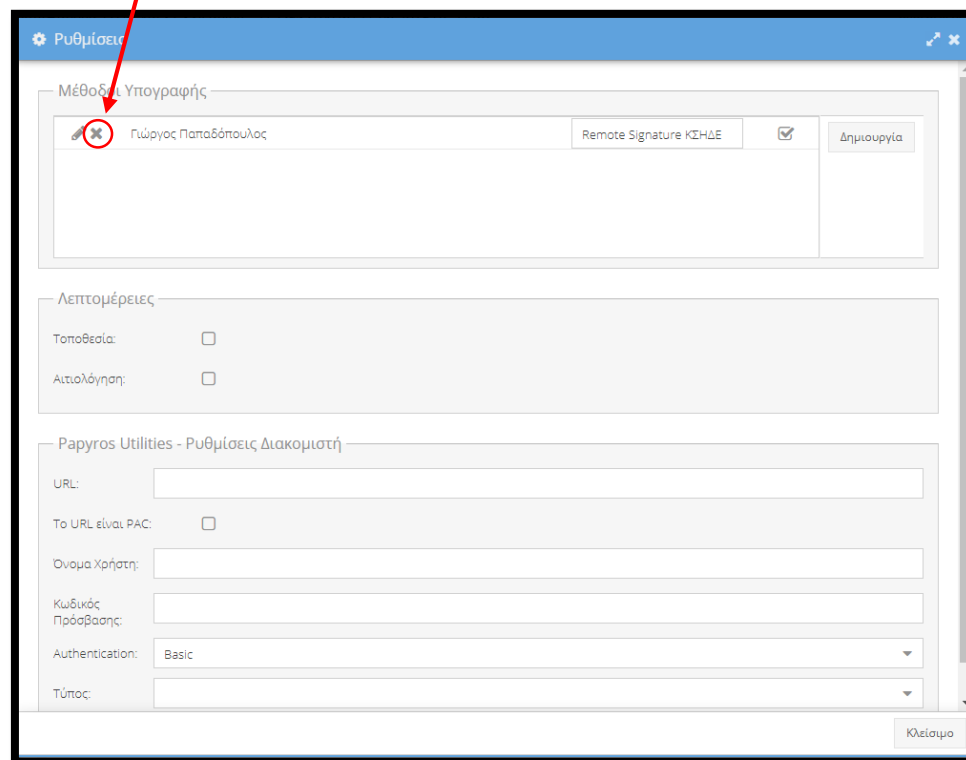 Ρυθμίσεις
Μέθοδοι Υπογραφής
Γιώργος Παπαδόπουλος Remote Signature ΚΣΗΔΕ Δημιουργία
Λεπτομέρειες
Τοποθεσία:
Αιτιολόγηση:
Papyros Utilities - Ρυθμίσεις Διακομιστή
URL:
Το URL είναι PAC:
Όνομα Χρήστη:
Κωδικός
Πρόσβασης:
Authentication: Basic
Τύπος:
Κλείσιμο